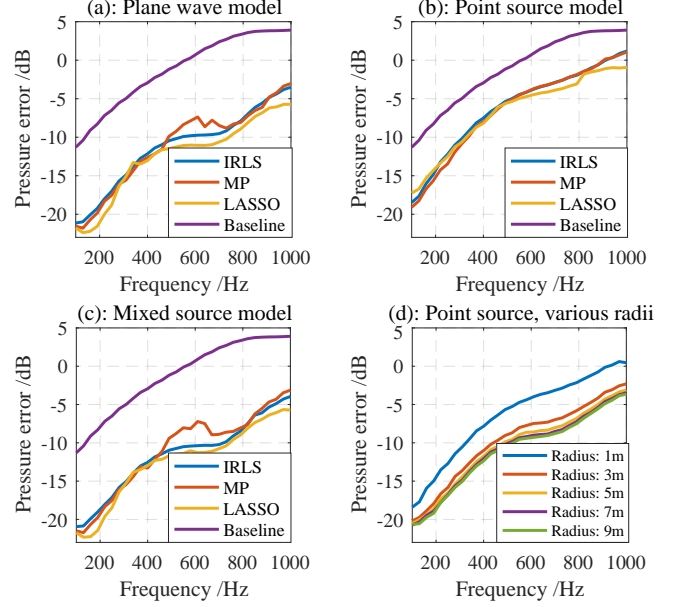 (a): Plane wave model
Pressure error /dB
5
0
-5
-10
-15
-20
IRLS
MP
LASSO
Baseline
200 400 600 800 1000
Frequency /Hz
(b): Point source model
Pressure error /dB
5
0
-5
-10
-15
-20
IRLS
MP
LASSO
Baseline
200 400 600 800 1000
Frequency /Hz
(c): Mixed source model
Pressure error /dB
5
0
-5
-10
-15
-20
IRLS
MP
LASSO
Baseline
200 400 600 800 1000
Frequency /Hz
(d): Point source, various radii
Pressure error /dB
5
0
-5
-10
-15
-20
Radius: 1m
Radius: 3m
Radius: 5m
Radius: 7m
Radius: 9m
200 400 600 800 1000
Frequency /Hz